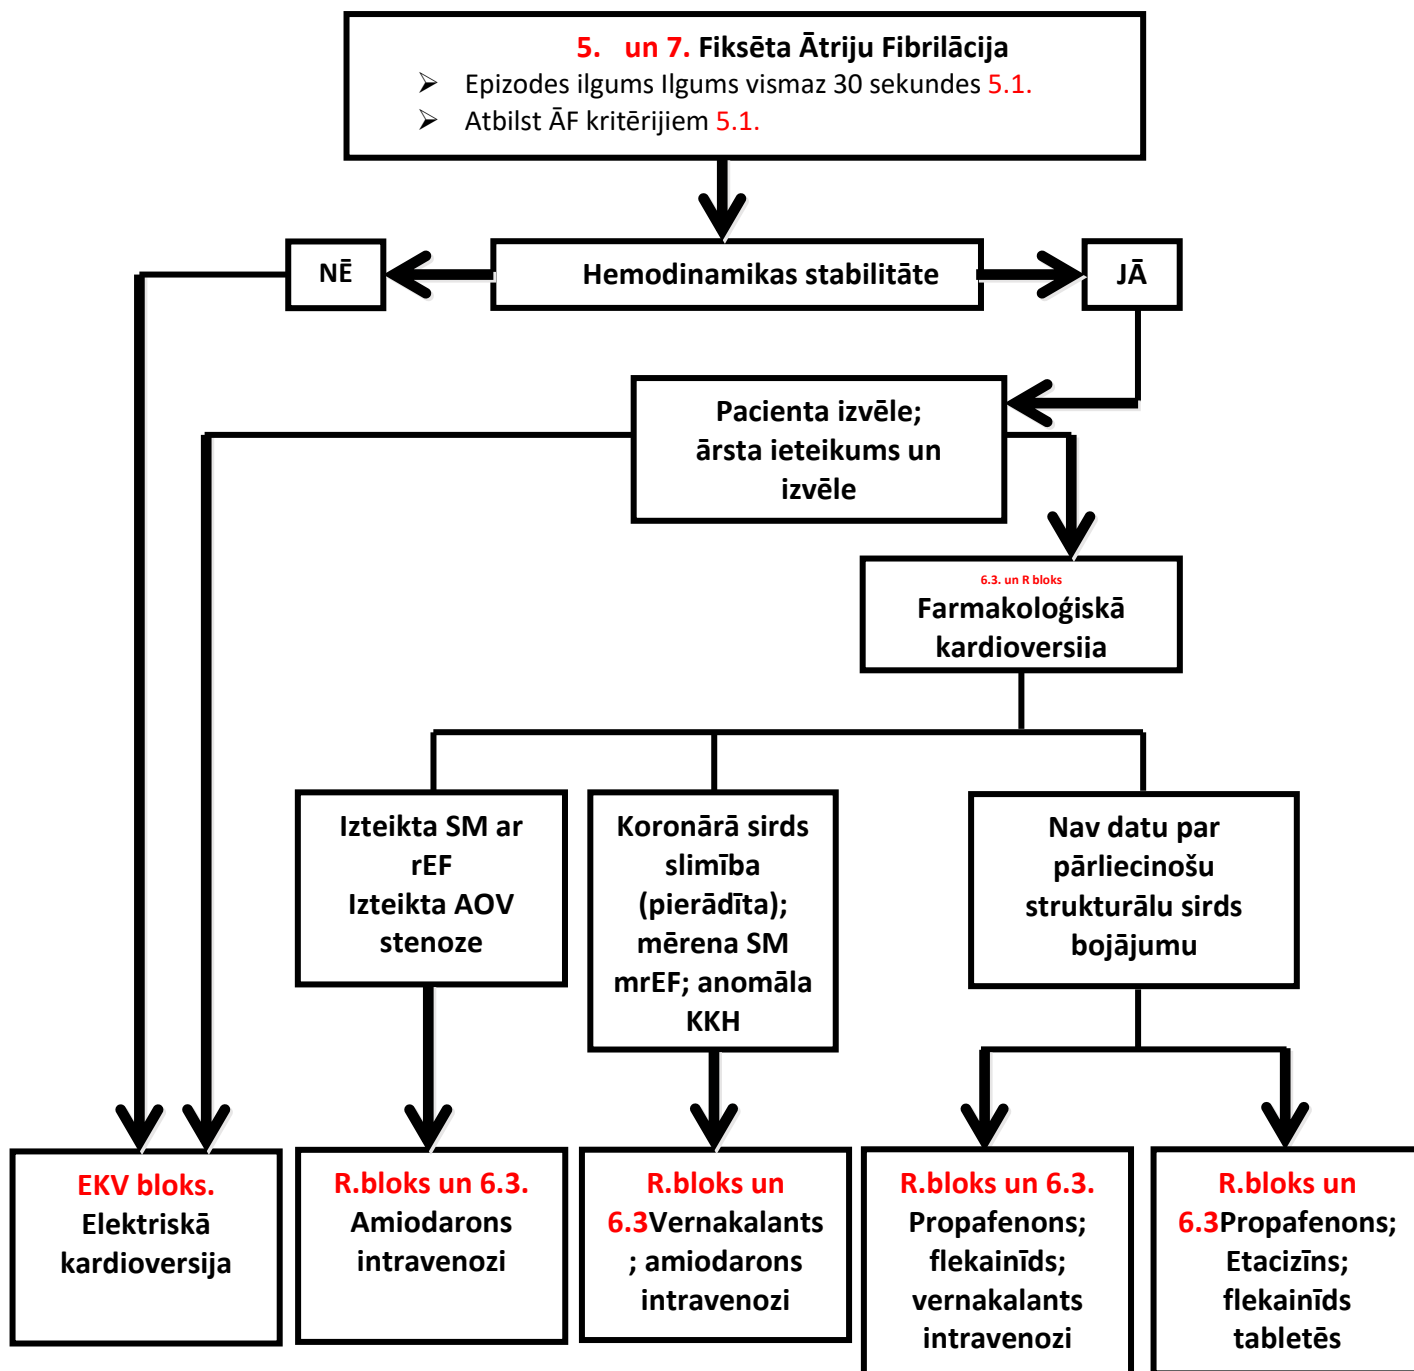 5. un 7. Fiksēta Ātriju Fibrilācija
➢ Epizodes ilgums Ilgums vismaz 30 sekundes 5.1.
➢ Atbilst ĀF kritērijiem 5.1.
NĒ
Hemodinamikas stabilitāte
JĀ
Pacienta izvēle;
ārsta ieteikums un
izvēle
6.3. un R bloks
Farmakoloģiskā
kardioversija
Izteikta SM ar
rEF
Izteikta AOV
stenoze
Koronārā sirds
slimība
(pierādīta);
mērena SM
mrEF; anomāla
KKH
Nav datu par
pārliecinošu
strukturālu sirds
bojājumu
EKV bloks.
Elektriskā
kardioversija
R.bloks un 6.3.
Amiodarons
intravenozi
R.bloks un
6.3Vernakalants
; amiodarons
intravenozi
R.bloks un 6.3.
Propafenons;
flekainīds;
vernakalants
intravenozi
R.bloks un
6.3Propafenons;
Etacizīns;
flekainīds
tabletēs